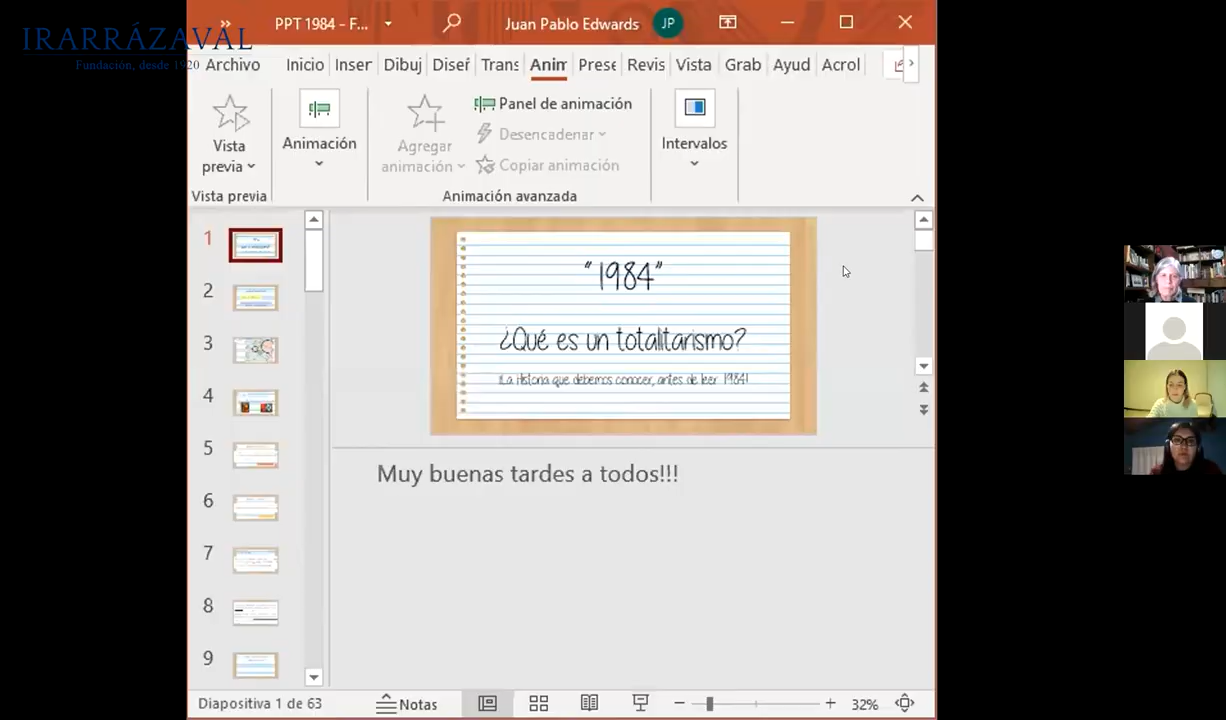 IRARRÁZAVAL
Fundación, desde 1920
PPT 1984 - F...
Juan Pablo Edwards
JP
Archivo Inicio Inser Dibuj Diseñ Trans Anim Prese Revis Vista Grab Ayud Acrol
Vista previa
Animación
Agregar animación
Panel de animación
Desencadenar
Copiar animación
Intervalos
Vista previa
Animación avanzada
1
2
3
4
5
6
7
8
9
"1984"
¿Qué es un totalitarismo?
¡La Historia que debemos conocer, antes de leer 1984!
Muy buenas tardes a todos!!!
Diapositiva 1 de 63
Notas
32%